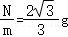 N/m = 2√3/3 g